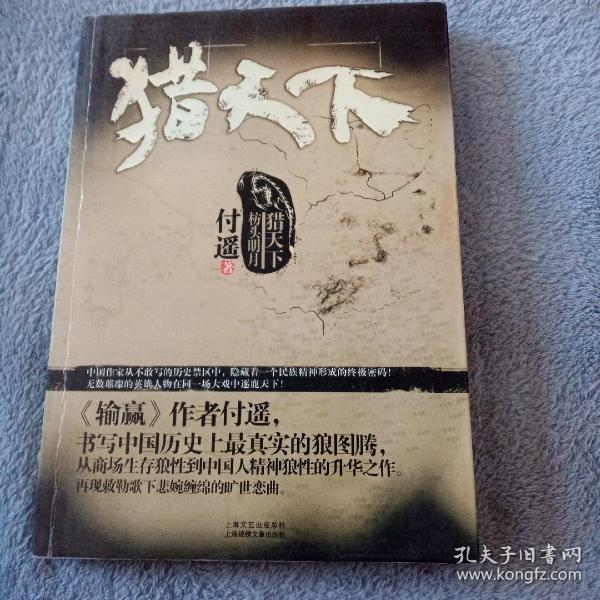 猎天下
猎天下
枋头明月
付遥
著
中国作家从不敢写的历史禁区中，隐藏着一个民族精神形成的终极密码！
无数璀璨的英雄人物在同一场大戏中逐鹿天下！
《输赢》作者付遥，
书写中国历史上最真实的狼图腾，
从商场生存狼性到中国人精神狼性的升华之作。
再现敕勒歌下悲婉缠绵的旷世恋曲。
上海文艺出版总社
上海锦绣文章出版社
孔夫子旧书网
www.kongfz.com